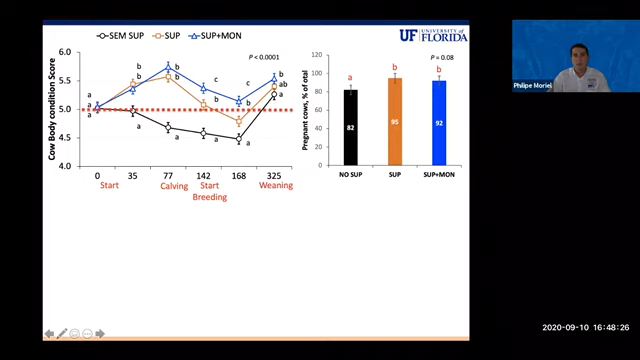 SEM SUP SUP SUP+MON
UF UNIVERSITY of FLORIDA
P < 0.0001
Cow Body condition Score
6.0
5.5
5.0
4.5
4.0
a
a
b
b
a
b
b
a
c
b
a
c
b
a
b
ab
a
0 35 77 142 168 325
Start Calving Start Breeding Weaning
P = 0.08
Pregnant cows, % of otal
120
100
80
60
40
20
0
a b b
82 95 92
NO SUP SUP SUP+MON
Philipe Moriel
2020-09-10 16:48:26